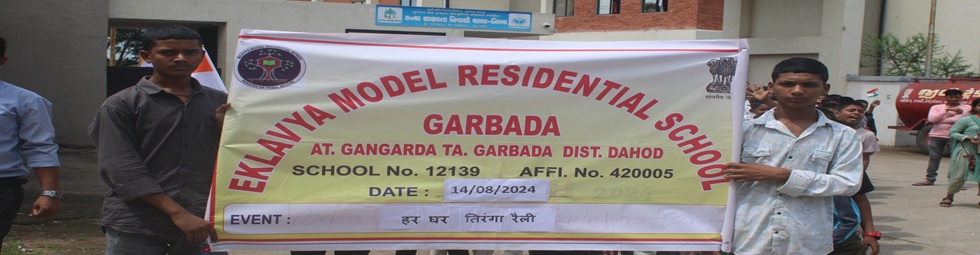 EKLAVYA MODEL RESIDENTIAL SCHOOL
GARBADA
AT. GANGARDA TA. GARBADA DIST. DAHOD
SCHOOL No. 12139 AFFI. No. 420005
DATE : 14/08/2024
EVENT : हर घर तिरंगा रैली